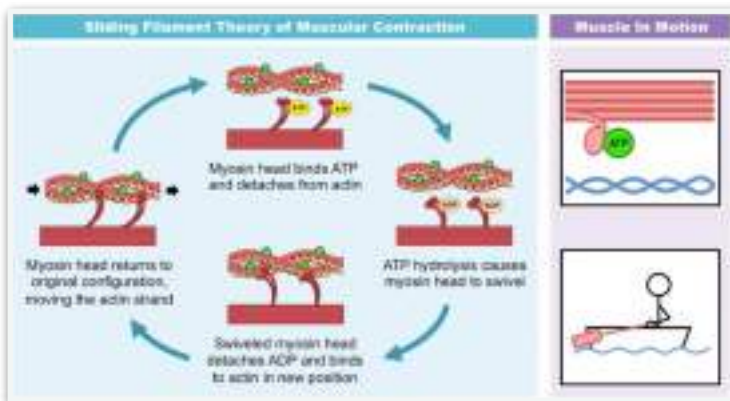 Sliding Filament Theory of Muscular Contraction
Muscle in Motion
Myosin head binds ATP
and detaches from actin
ATP
Myosin head returns to
original configuration,
moving the actin strand
ATP hydrolysis causes
myosin head to swivel
Swiveled myosin head
detaches ADP and binds
to actin in new position